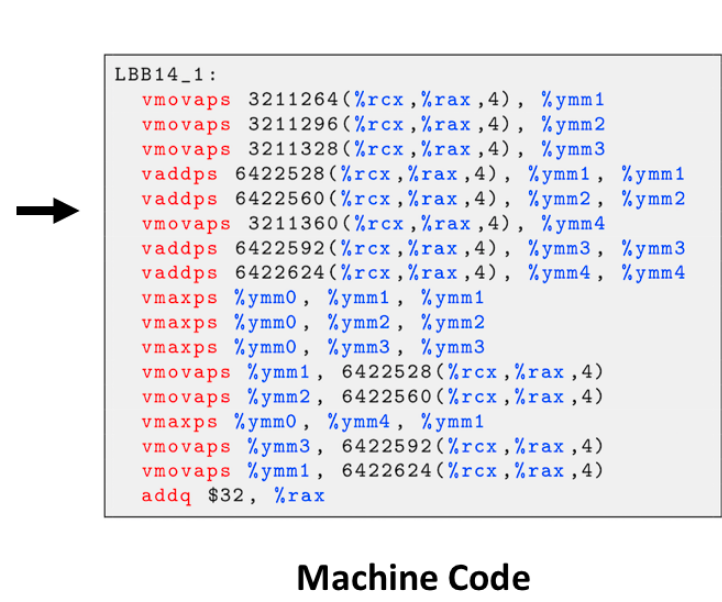 LBB14_1:
vmovaps 3211264(%rcx,%rax,4), %ymm1
vmovaps 3211296(%rcx,%rax,4), %ymm2
vmovaps 3211328(%rcx,%rax,4), %ymm3
vaddps 6422528(%rcx,%rax,4), %ymm1, %ymm1
vaddps 6422560(%rcx,%rax,4), %ymm2, %ymm2
vmovaps 3211360(%rcx,%rax,4), %ymm4
vaddps 6422592(%rcx,%rax,4), %ymm3, %ymm3
vaddps 6422624(%rcx,%rax,4), %ymm4, %ymm4
vmaxps %ymm0, %ymm1, %ymm1
vmaxps %ymm0, %ymm2, %ymm2
vmaxps %ymm0, %ymm3, %ymm3
vmovaps %ymm1, 6422528(%rcx,%rax,4)
vmovaps %ymm2, 6422560(%rcx,%rax,4)
vmaxps %ymm0, %ymm4, %ymm1
vmovaps %ymm3, 6422592(%rcx,%rax,4)
vmovaps %ymm1, 6422624(%rcx,%rax,4)
addq $32, %rax
Machine Code